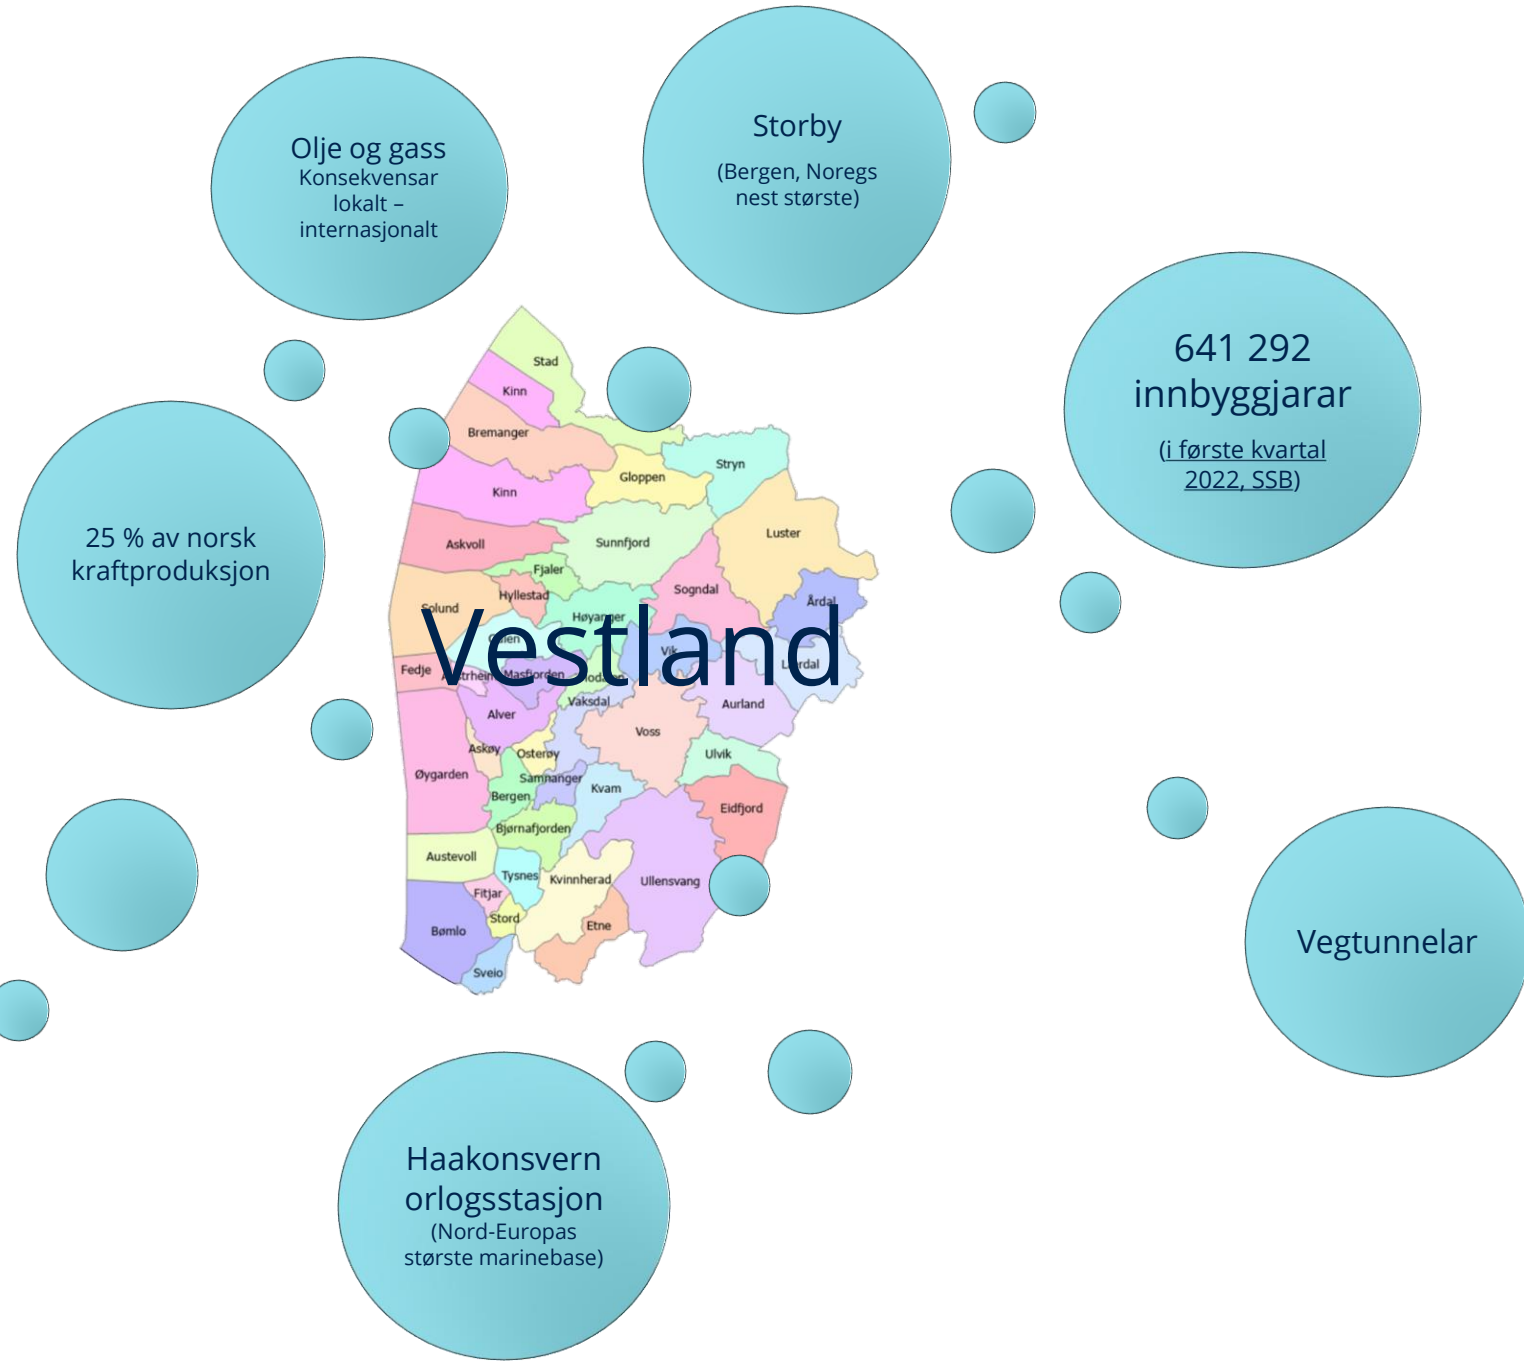 Storby
(Bergen, Noregs
nest største)
Olje og gass
Konsekvensar
lokalt –
internasjonalt
641 292
innbyggjarar
(i første kvartal
2022, SSB)
25 % av norsk
kraftproduksjon
Stad
Kinn
Bremanger
Stryn
Gloppen
Kinn
Luster
Askvoll
Sunnfjord
Fjaler
Sogndal
Hyllestad
Årdal
Solund
Høyanger
Vestland
Vik
Fedje
Masfjorden
Vaksdal
Aurland
Alver
Voss
Askøy
Osterøy
Ulvik
Øygarden
Samnanger
Kvam
Bergen
Eidfjord
Bjørnafjorden
Austevoll
Tysnes
Kvinnherad
Ullensvang
Fitjar
Stord
Etne
Bømlo
Sveio
Vegtunnelar
Haakonsvern
orlogsstasjon
(Nord-Europas
største marinebase)